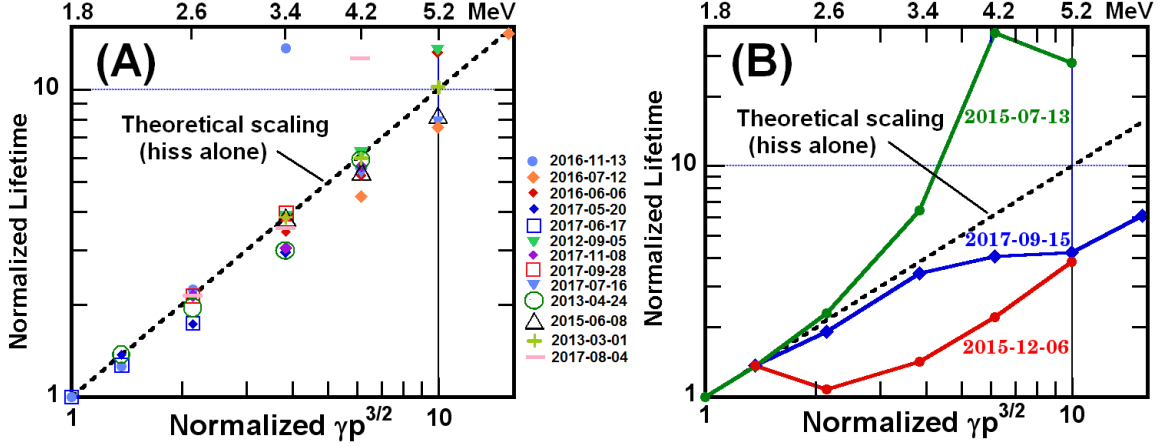 1.8 2.6 3.4 4.2 5.2 MeV
(A)
10
Theoretical scaling
(hiss alone)
Normalized Lifetime
1
1 2 4 10
Normalized γp^3/2
2016-11-13
2016-07-12
2016-06-06
2017-05-20
2017-06-17
2012-09-05
2017-11-08
2017-09-28
2017-07-16
2013-04-24
2015-06-08
2013-03-01
2017-08-04
1.8 2.6 3.4 4.2 5.2 MeV
(B)
2015-07-13
Theoretical scaling
(hiss alone)
10
2017-09-15
2015-12-06
Normalized Lifetime
1
1 2 4 10
Normalized γp^3/2